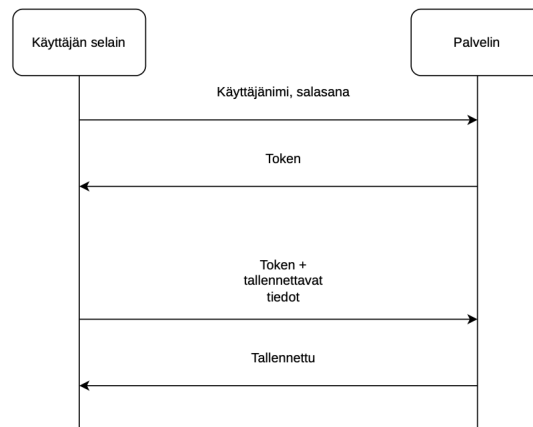 Käyttäjän selain
Palvelin
Käyttäjänimi, salasana
Token
Token +
tallennettavat
tiedot
Tallennettu